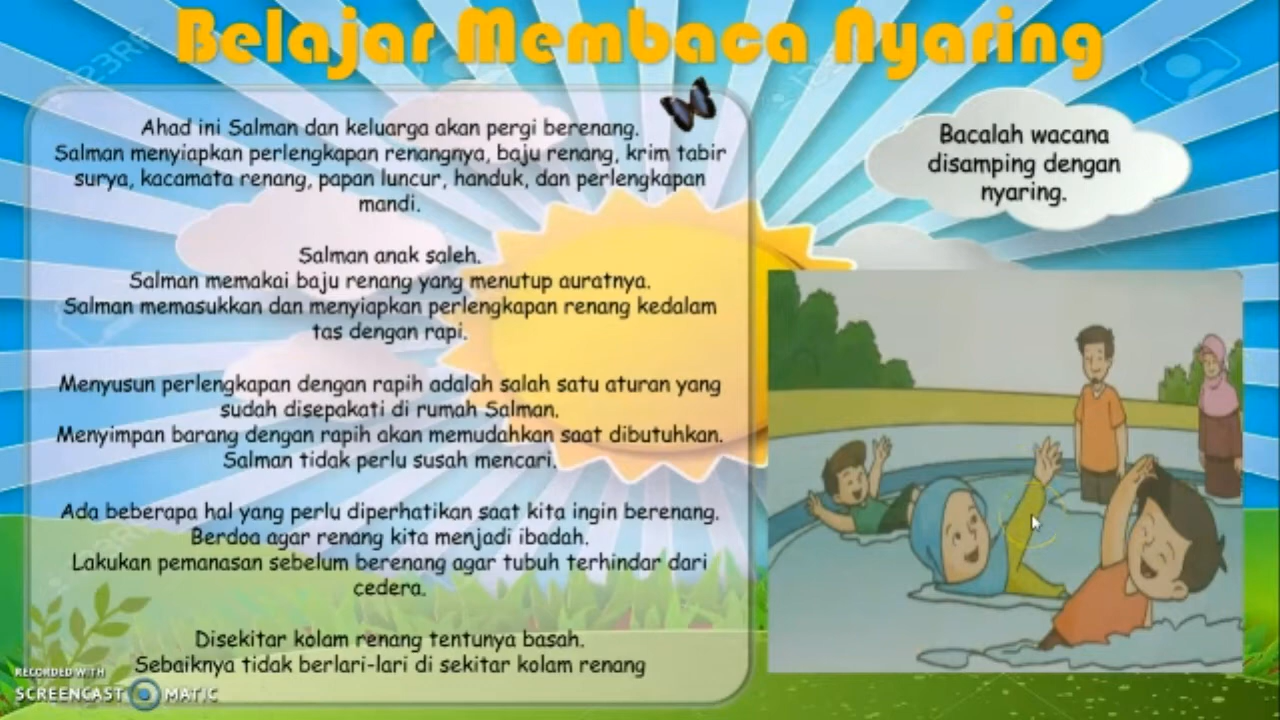 Belajar Membaca Nyaring
Ahad ini Salman dan keluarga akan pergi berenang.
Salman menyiapkan perlengkapan renangnya, baju renang, krim tabir
surya, kacamata renang, papan luncur, handuk, dan perlengkapan
mandi.
Salman anak saleh.
Salman memakai baju renang yang menutup auratnya.
Salman memasukkan dan menyiapkan perlengkapan renang kedalam
tas dengan rapi.
Menyusun perlengkapan dengan rapih adalah salah satu aturan yang
sudah disepakati di rumah Salman.
Menyimpan barang dengan rapih akan memudahkan saat dibutuhkan.
Salman tidak perlu susah mencari.
Ada beberapa hal yang perlu diperhatikan saat kita ingin berenang.
Berdoa agar renang kita menjadi ibadah.
Lakukan pemanasan sebelum berenang agar tubuh terhindar dari
cedera.
Disekitar kolam renang tentunya basah.
Sebaiknya tidak berlari-lari di sekitar kolam renang
Bacalah wacana
disamping dengan
nyaring.
RECORDED WITH
SCREENCAST MATIC